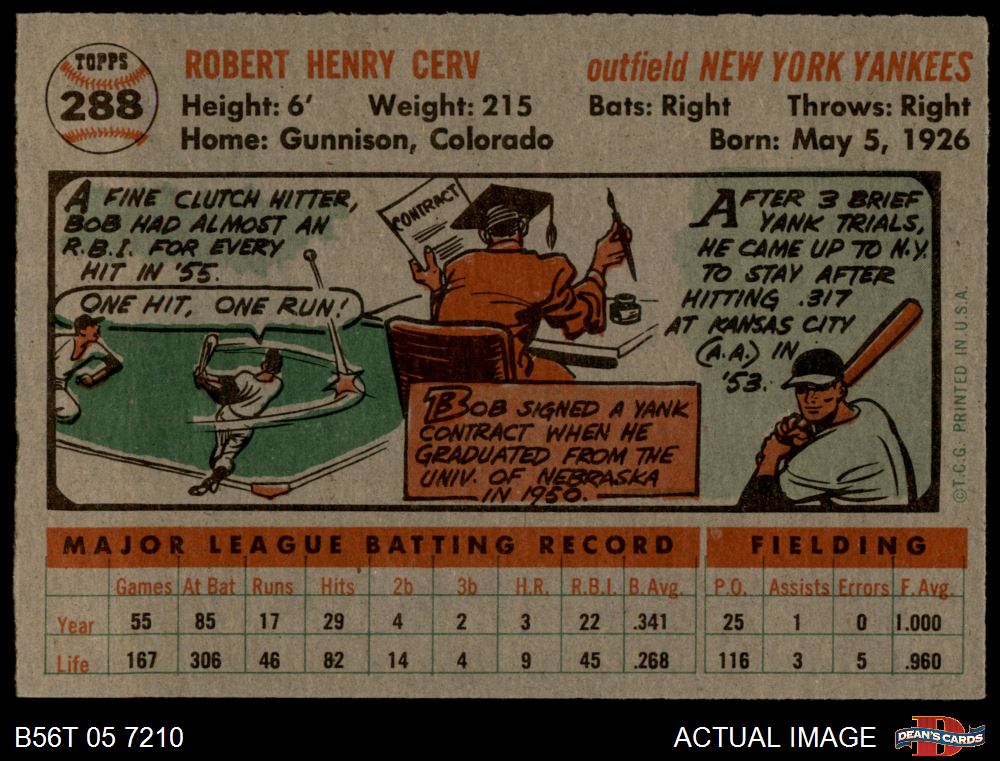 TOPPS
288
ROBERT HENRY CERV
outfield NEW YORK YANKEES
Height: 6' Weight: 215 Bats: Right Throws: Right
Home: Gunnison, Colorado Born: May 5, 1926
A FINE CLUTCH HITTER,
BOB HAD ALMOST AN
R.B.I. FOR EVERY
HIT IN '55.
ONE HIT, ONE RUN!
CONTRACT
BOB SIGNED A YANK
CONTRACT WHEN HE
GRADUATED FROM THE
UNIV. OF NEBRASKA
IN 1950.
AFTER 3 BRIEF
YANK TRIALS,
HE CAME UP TO N.Y.
TO STAY AFTER
HITTING .317
AT KANSAS CITY
(A.A.) IN
'53.
©T.C.G. PRINTED IN U.S.A.
MAJOR LEAGUE BATTING RECORD FIELDING
Games At Bat Runs Hits 2b 3b H.R. R.B.I. B.Avg. P.O. Assists Errors F.Avg.
Year 55 85 17 29 4 2 3 22 .341 25 1 0 1.000
Life 167 306 46 82 14 4 9 45 .268 116 3 5 .960
B56T 05 7210 ACTUAL IMAGE
DEAN'S CARDS